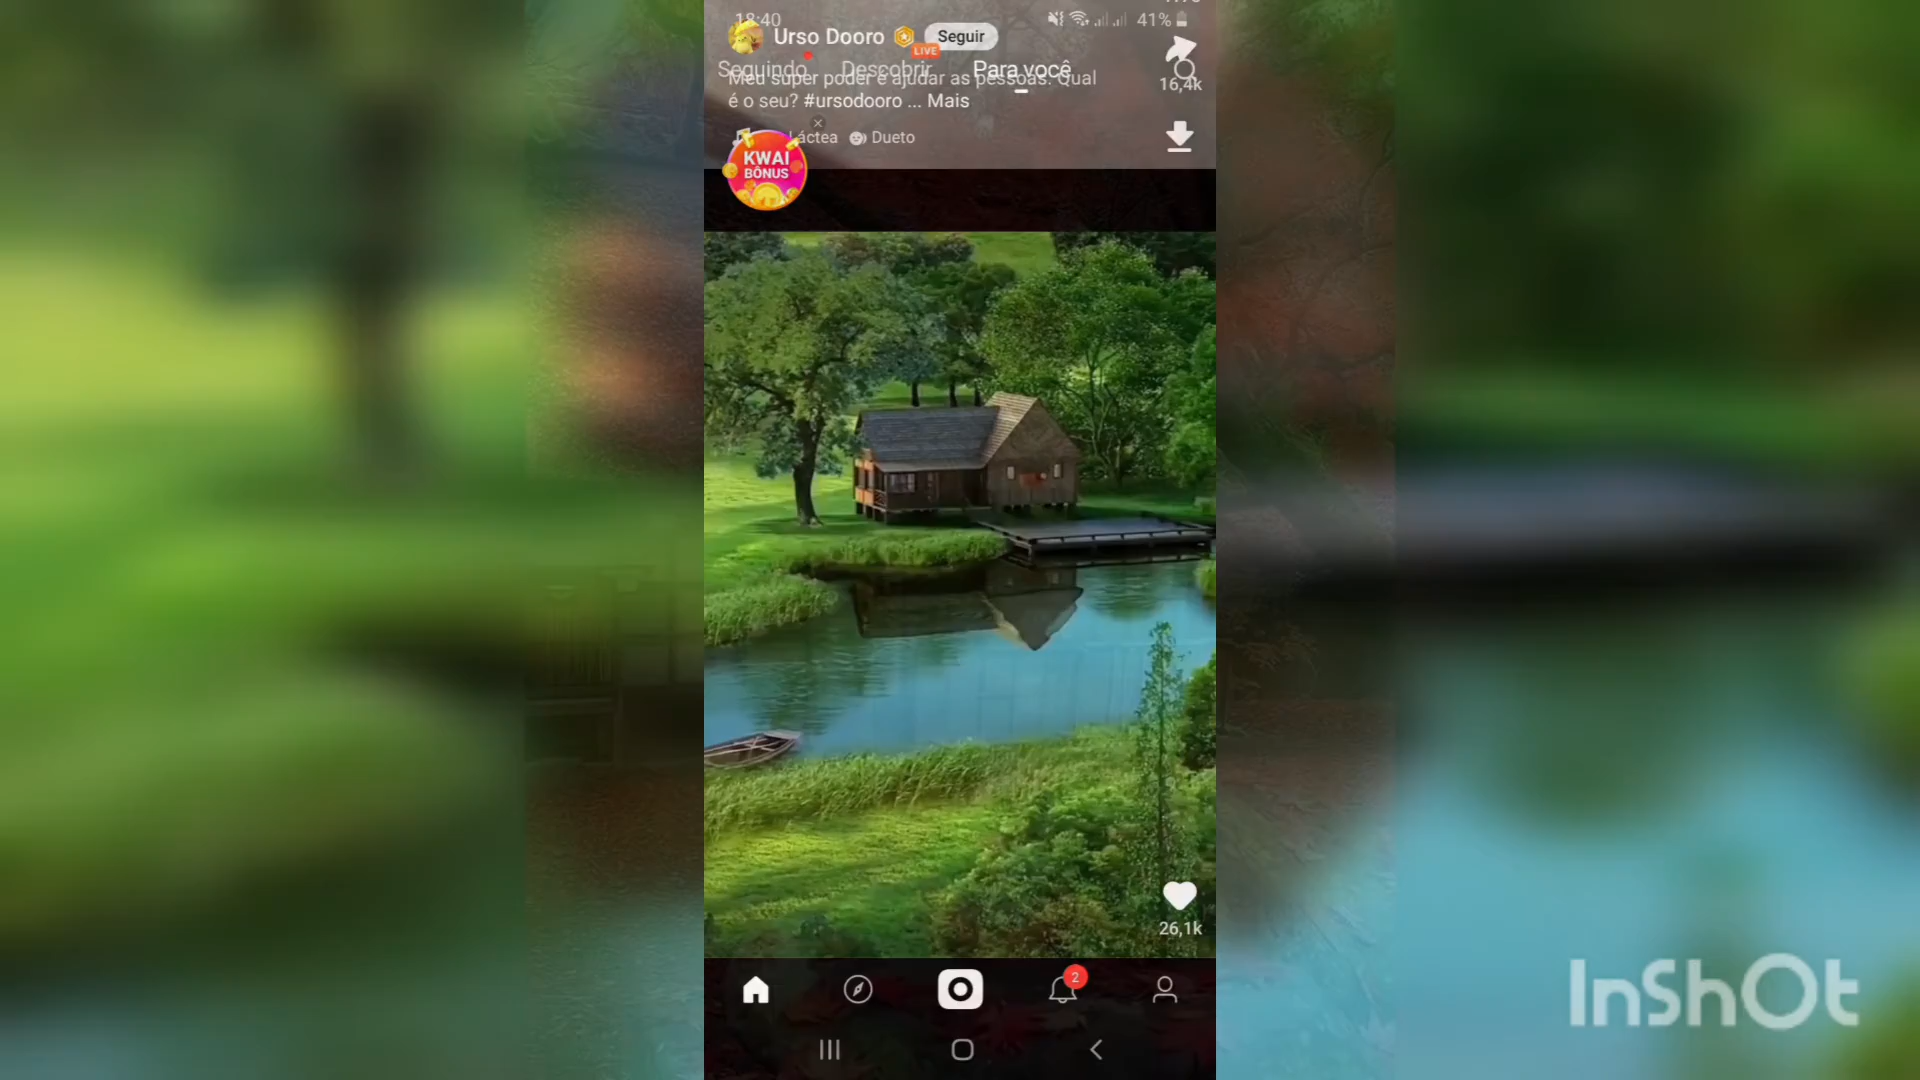 18:40
41%
Urso Dooro
Seguir
LIVE
Seguindo
Descobrir
Para você
Meu super poder é ajudar as pessoas. Qual
é o seu? #ursodooro ... Mais
16,4k
Láctea
Dueto
KWAI
BÔNUS
26,1k
2
InShOt